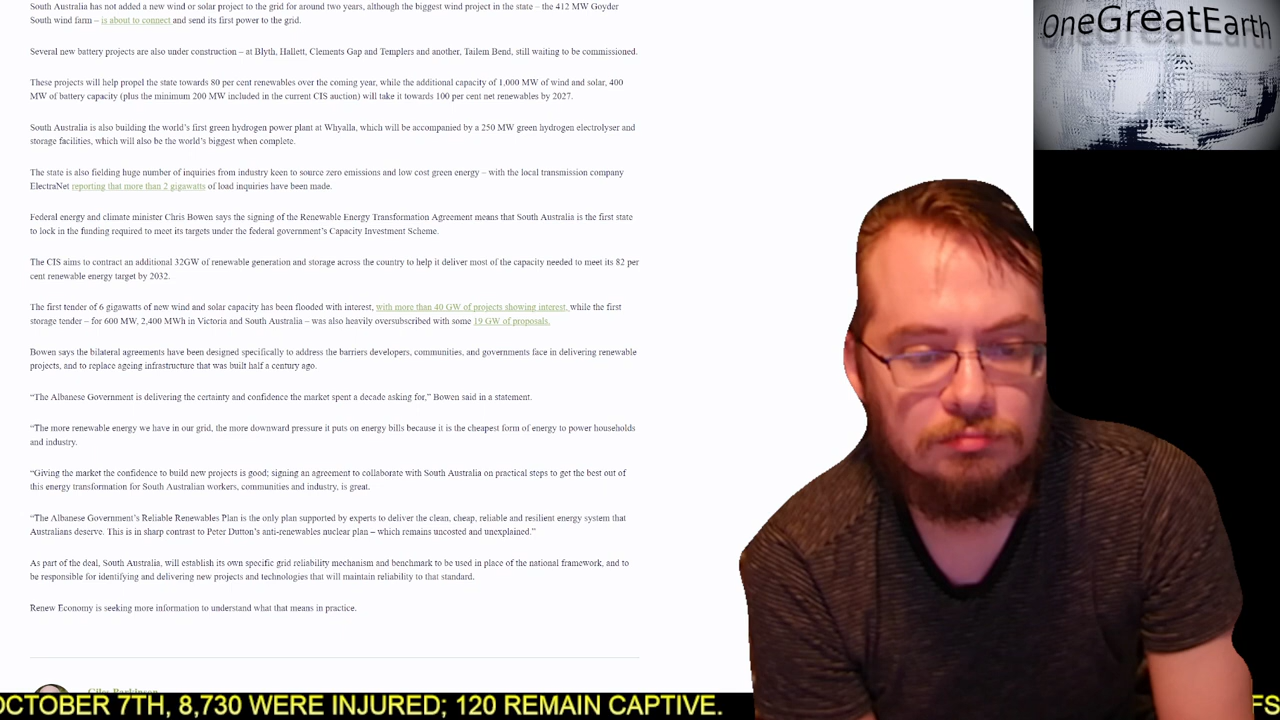 South Australia has not added a new wind or solar project to the grid for around two years, although the biggest wind project in the state – the 412 MW Goyder
South wind farm – is about to connect and send its first power to the grid.
Several new battery projects are also under construction – at Blyth, Hallett, Clements Gap and Templers and another, Tailem Bend, still waiting to be commissioned.
These projects will help propel the state towards 80 per cent renewables over the coming year, while the additional capacity of 1,000 MW of wind and solar, 400
MW of battery capacity (plus the minimum 200 MW included in the current CIS auction) will take it towards 100 per cent net renewables by 2027.
South Australia is also building the world's first green hydrogen power plant at Whyalla, which will be accompanied by a 250 MW green hydrogen electrolyser and
storage facilities, which will also be the world's biggest when complete.
The state is also fielding huge number of inquiries from industry keen to source zero emissions and low cost green energy – with the local transmission company
ElectraNet reporting that more than 2 gigawatts of load inquiries have been made.
Federal energy and climate minister Chris Bowen says the signing of the Renewable Energy Transformation Agreement means that South Australia is the first state
to lock in the funding required to meet its targets under the federal government's Capacity Investment Scheme.
The CIS aims to contract an additional 32GW of renewable generation and storage across the country to help it deliver most of the capacity needed to meet its 82 per
cent renewable energy target by 2032.
The first tender of 6 gigawatts of new wind and solar capacity has been flooded with interest, with more than 40 GW of projects showing interest, while the first
storage tender – for 600 MW, 2,400 MWh in Victoria and South Australia – was also heavily oversubscribed with some 19 GW of proposals.
Bowen says the bilateral agreements have been designed specifically to address the barriers developers, communities, and governments face in delivering renewable
projects, and to replace ageing infrastructure that was built half a century ago.
“The Albanese Government is delivering the certainty and confidence the market spent a decade asking for,” Bowen said in a statement.
“The more renewable energy we have in our grid, the more downward pressure it puts on energy bills because it is the cheapest form of energy to power households
and industry.
“Giving the market the confidence to build new projects is good; signing an agreement to collaborate with South Australia on practical steps to get the best out of
this energy transformation for South Australian workers, communities and industry, is great.
“The Albanese Government's Reliable Renewables Plan is the only plan supported by experts to deliver the clean, cheap, reliable and resilient energy system that
Australians deserve. This is in sharp contrast to Peter Dutton's anti-renewables nuclear plan – which remains uncosted and unexplained.”
As part of the deal, South Australia, will establish its own specific grid reliability mechanism and benchmark to be used in place of the national framework, and to
be responsible for identifying and delivering new projects and technologies that will maintain reliability to that standard.
Renew Economy is seeking more information to understand what that means in practice.
Giles Parkinson
OneGreatEarth
OCTOBER 7TH, 8,730 WERE INJURED; 120 REMAIN CAPTIVE.